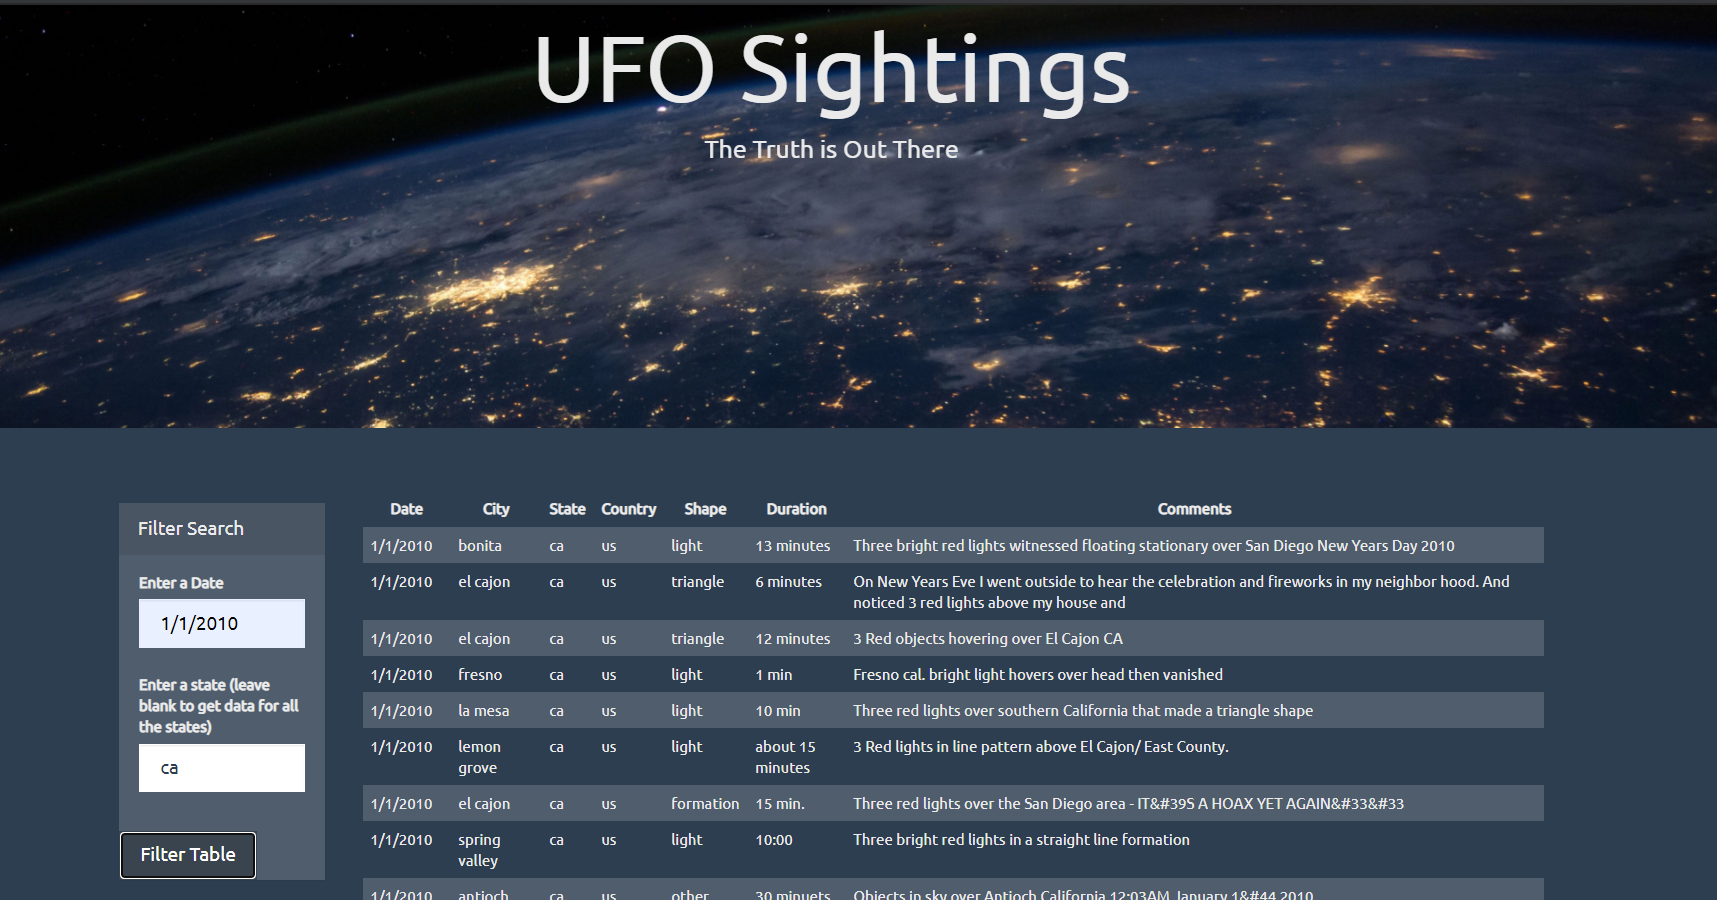 UFO Sightings
The Truth is Out There
Filter Search
Enter a Date
1/1/2010
Enter a state (leave
blank to get data for all
the states)
ca
Filter Table
Date City State Country Shape Duration Comments
1/1/2010 bonita ca us light 13 minutes Three bright red lights witnessed floating stationary over San Diego New Years Day 2010
1/1/2010 el cajon ca us triangle 6 minutes On New Years Eve I went outside to hear the celebration and fireworks in my neighbor hood. And
noticed 3 red lights above my house and
1/1/2010 el cajon ca us triangle 12 minutes 3 Red objects hovering over El Cajon CA
1/1/2010 fresno ca us light 1 min Fresno cal. bright light hovers over head then vanished
1/1/2010 la mesa ca us light 10 min Three red lights over southern California that made a triangle shape
1/1/2010 lemon ca us light about 15 3 Red lights in line pattern above El Cajon/ East County.
grove minutes
1/1/2010 el cajon ca us formation 15 min. Three red lights over the San Diego area - IT&#39S A HOAX YET AGAIN&#33&#33
1/1/2010 spring ca us light 10:00 Three bright red lights in a straight line formation
valley
1/1/2010 antioch ca us other 30 minuets Objects in sky over Antioch California 12:03AM January 1&#44 2010